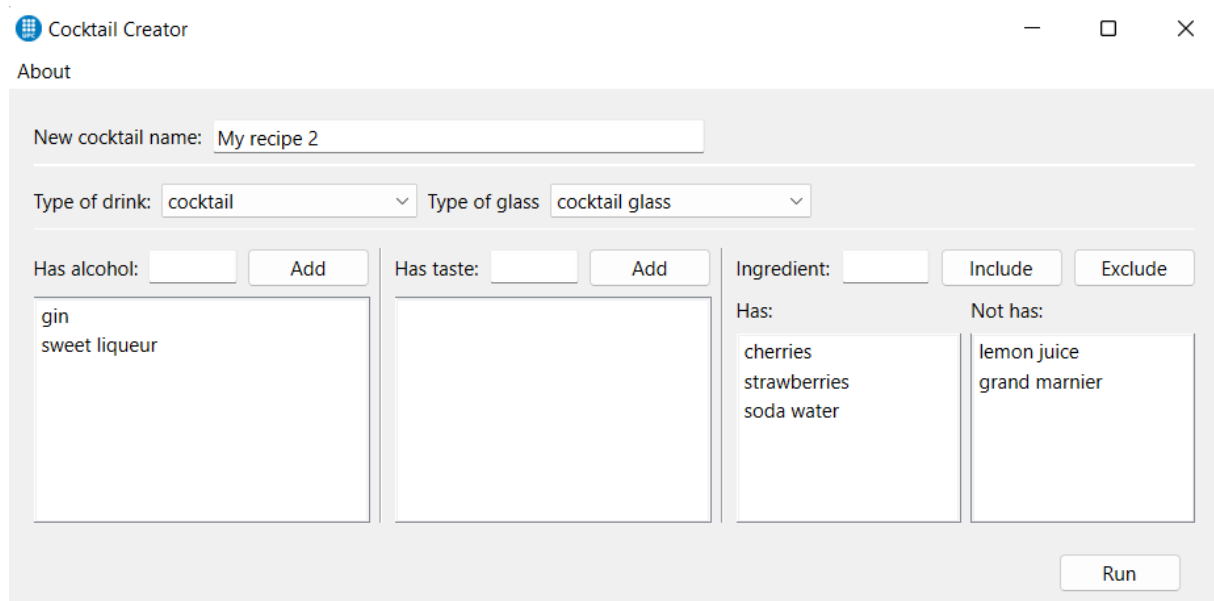 UPC Cocktail Creator
About
New cocktail name: My recipe 2
Type of drink: cocktail Type of glass cocktail glass
Has alcohol: Add Has taste: Add Ingredient: Include Exclude
Has: Not has:
gin
sweet liqueur
cherries
strawberries
soda water
lemon juice
grand marnier
Run